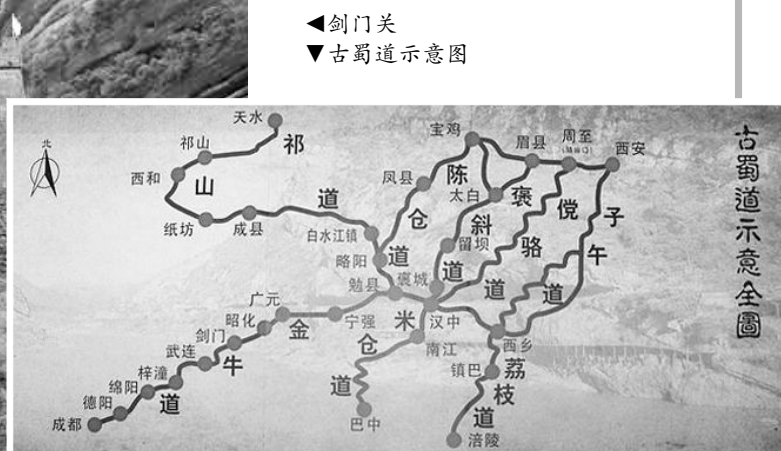 ◀剑门关
▼古蜀道示意图
古蜀道示意全圖
北
天水
祁山
西和
纸坊
成县
白水江镇
略阳
勉县
祁山道
宝鸡
凤县
陈仓道
太白
留坝
褒城
褒斜道
眉县
周至
西安
傥骆道
子午道
汉中
西乡
镇巴
涪陵
荔枝道
南江
巴中
米仓道
宁强
广元
昭化
剑门
武连
梓潼
绵阳
德阳
成都
金牛道